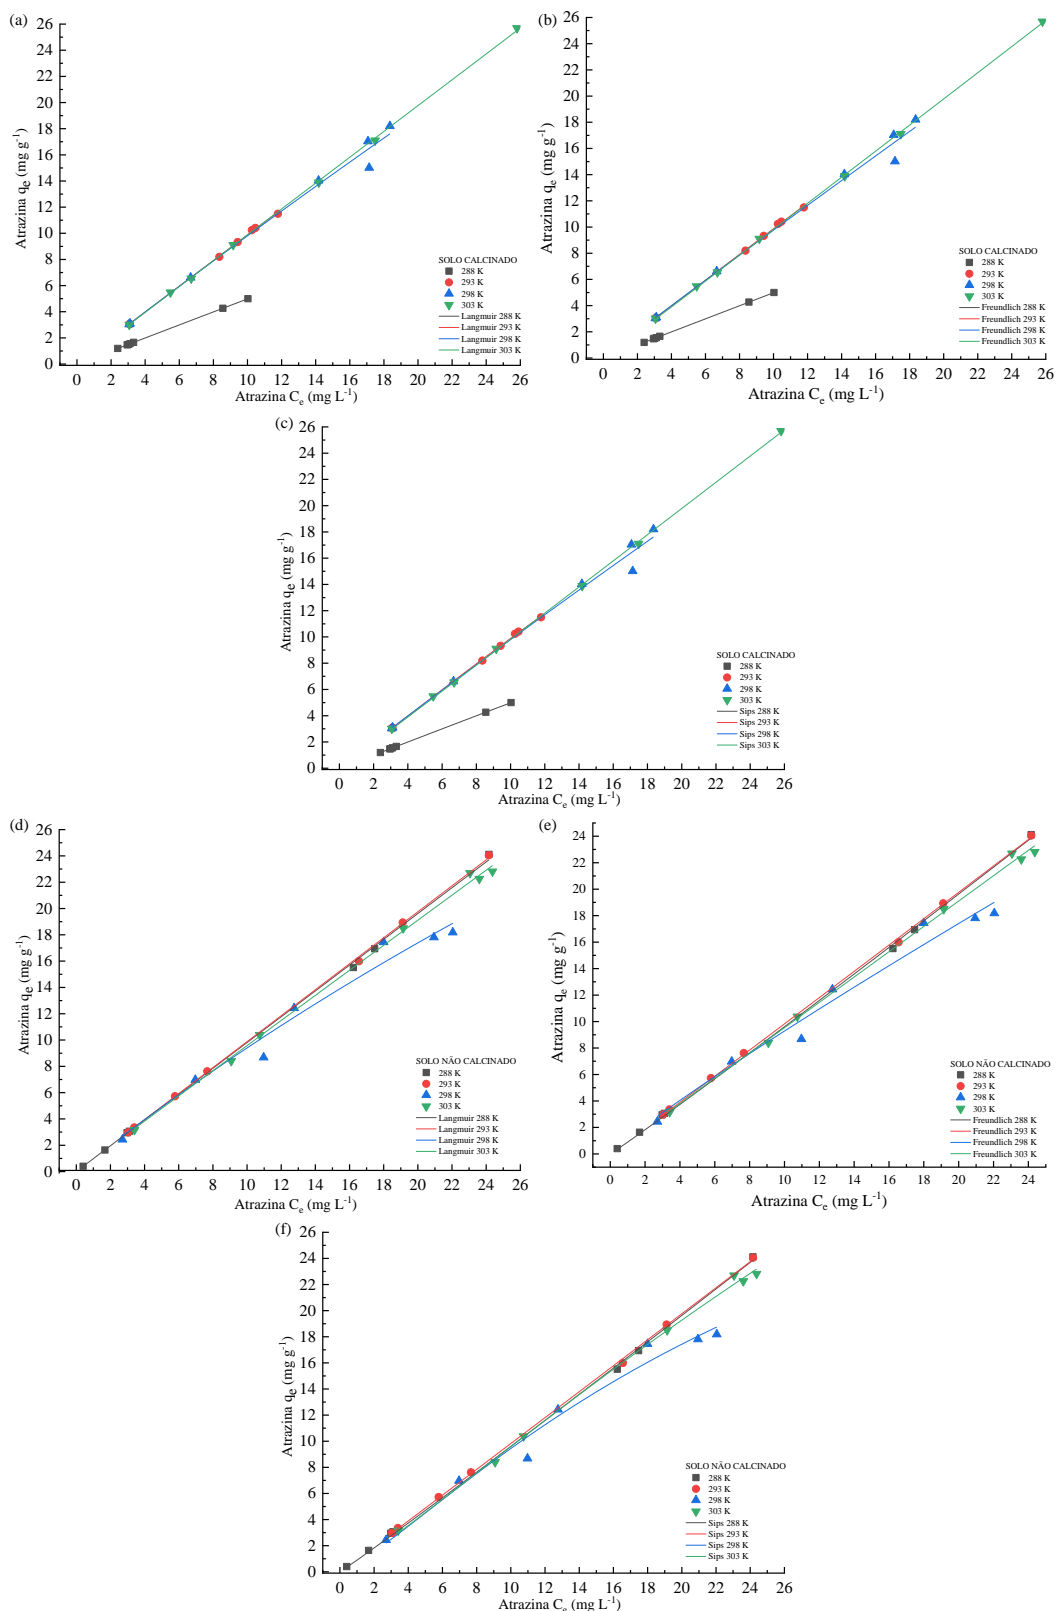 (a)
26
24
22
20
18
16
14
12
10
8
6
4
2
0
Atrazina qe (mg g-1)
SOLO CALCINADO
288 K
293 K
298 K
303 K
Langmuir 288 K
Langmuir 293 K
Langmuir 298 K
Langmuir 303 K
0 2 4 6 8 10 12 14 16 18 20 22 24 26
Atrazina Ce (mg L-1)
(b)
26
24
22
20
18
16
14
12
10
8
6
4
2
0
Atrazina qe (mg g-1)
SOLO CALCINADO
288 K
293 K
298 K
303 K
Freundlich 288 K
Freundlich 293 K
Freundlich 298 K
Freundlich 303 K
0 2 4 6 8 10 12 14 16 18 20 22 24 26
Atrazina Ce (mg L-1)
(c)
26
24
22
20
18
16
14
12
10
8
6
4
2
0
Atrazina qe (mg g-1)
SOLO CALCINADO
288 K
293 K
298 K
303 K
Sips 288 K
Sips 293 K
Sips 298 K
Sips 303 K
0 2 4 6 8 10 12 14 16 18 20 22 24 26
Atrazina Ce (mg L-1)
(d)
26
24
22
20
18
16
14
12
10
8
6
4
2
0
Atrazina qe (mg g-1)
SOLO NÃO CALCINADO
288 K
293 K
298 K
303 K
Langmuir 288 K
Langmuir 293 K
Langmuir 298 K
Langmuir 303 K
0 2 4 6 8 10 12 14 16 18 20 22 24 26
Atrazina Ce (mg L-1)
(e)
24
22
20
18
16
14
12
10
8
6
4
2
0
Atrazina qe (mg g-1)
SOLO NÃO CALCINADO
288 K
293 K
298 K
303 K
Freundlich 288 K
Freundlich 293 K
Freundlich 298 K
Freundlich 303 K
0 2 4 6 8 10 12 14 16 18 20 22 24
Atrazina Ce (mg L-1)
(f)
26
24
22
20
18
16
14
12
10
8
6
4
2
0
Atrazina qe (mg g-1)
SOLO NÃO CALCINADO
288 K
293 K
298 K
303 K
Sips 288 K
Sips 293 K
Sips 298 K
Sips 303 K
0 2 4 6 8 10 12 14 16 18 20 22 24 26
Atrazina Ce (mg L-1)